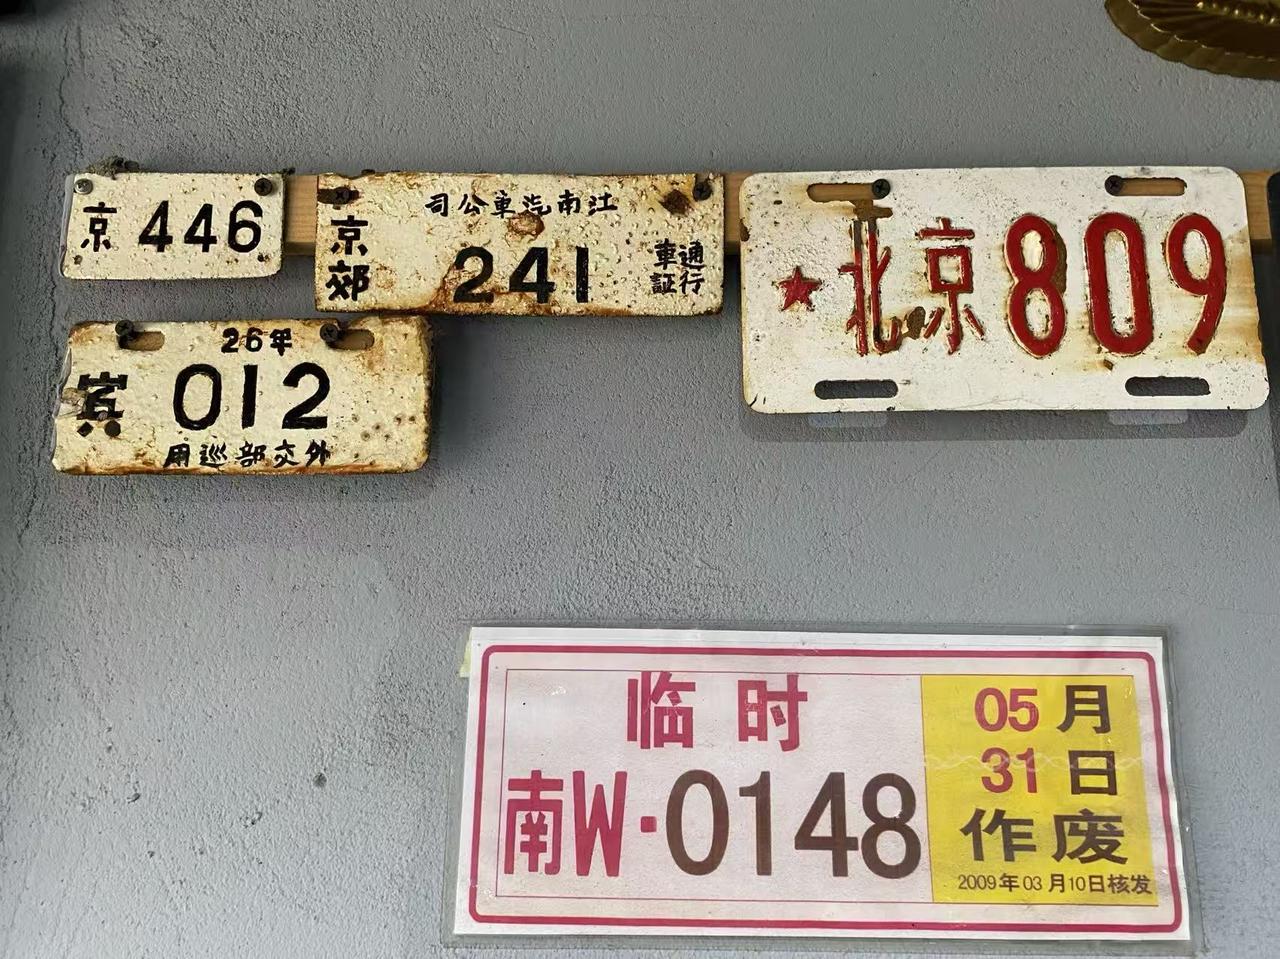 京 446
江南汽車公司
京郊 241 通行車証
26年
宾 012
外交部巡用
★北京809
临时
南W·0148
05月
31日
作废
2009年03月10日核发